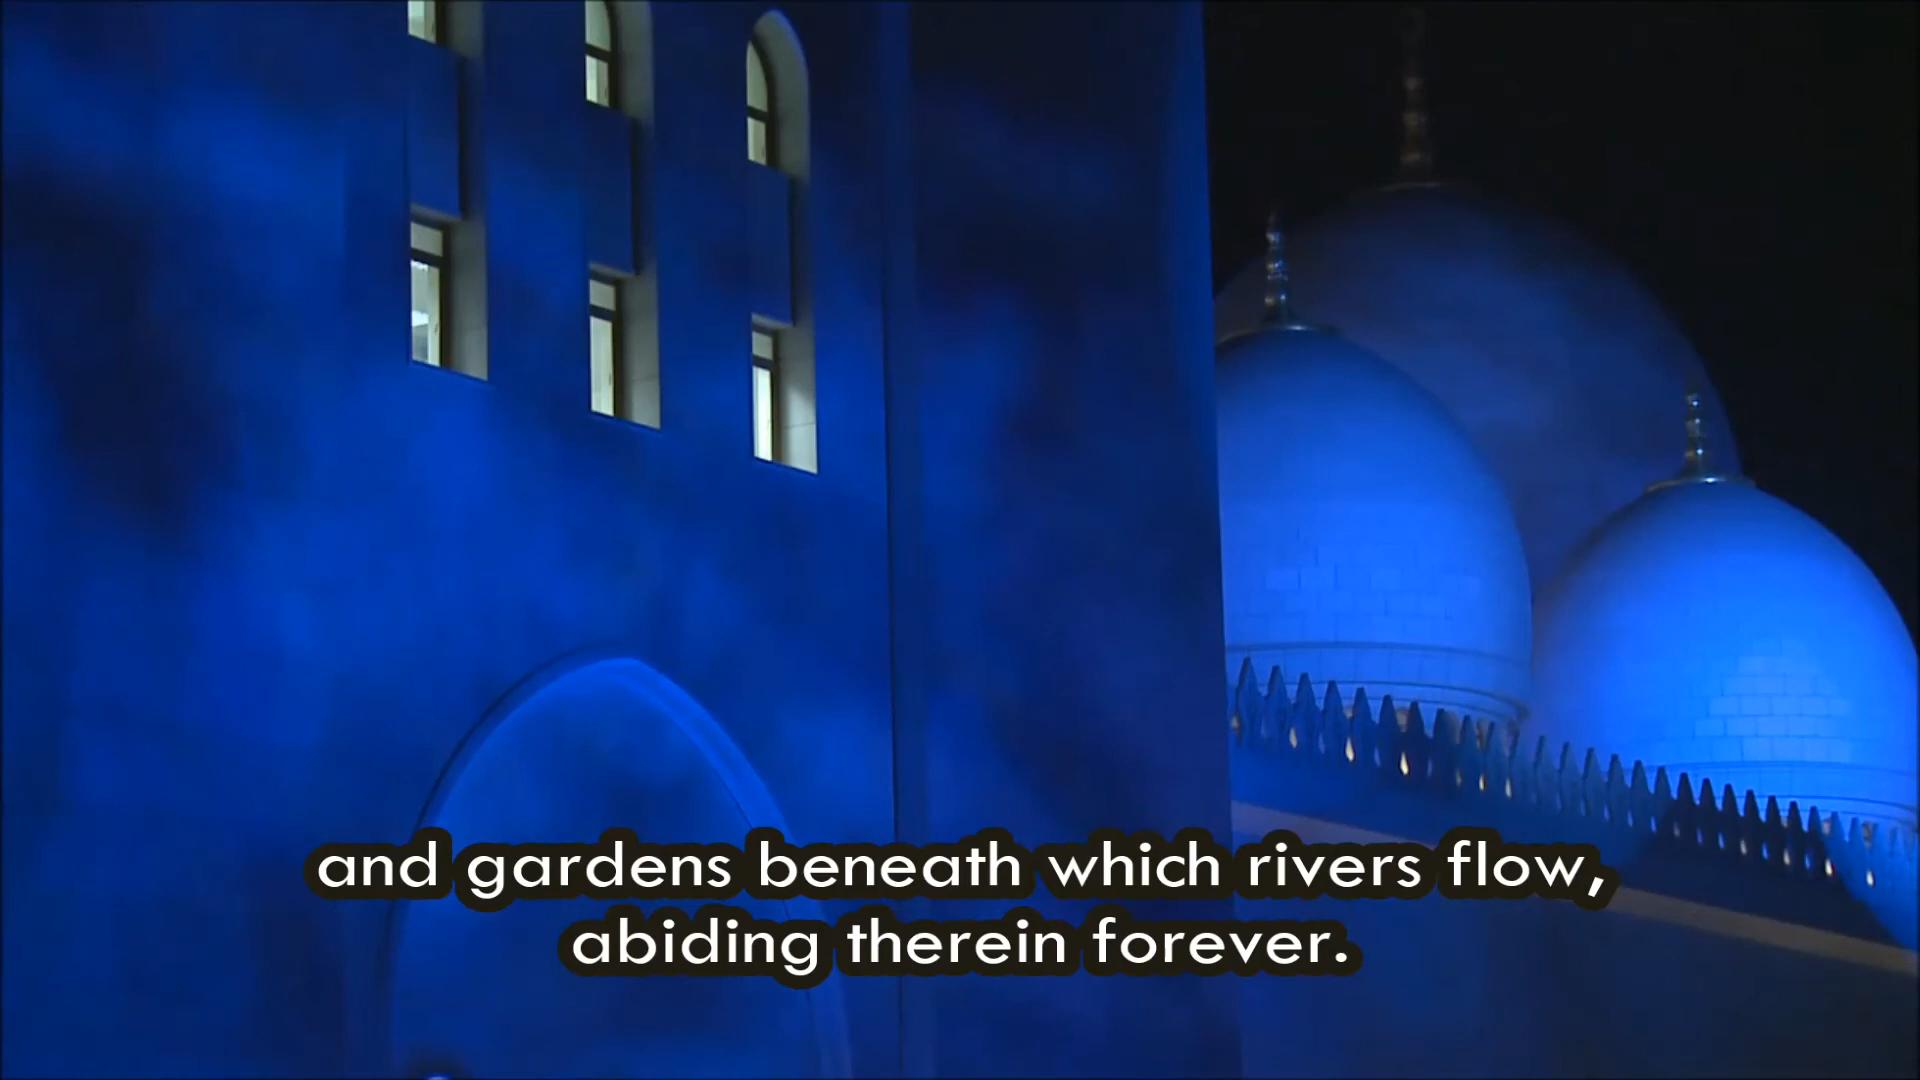 and gardens beneath which rivers flow,
abiding therein forever.